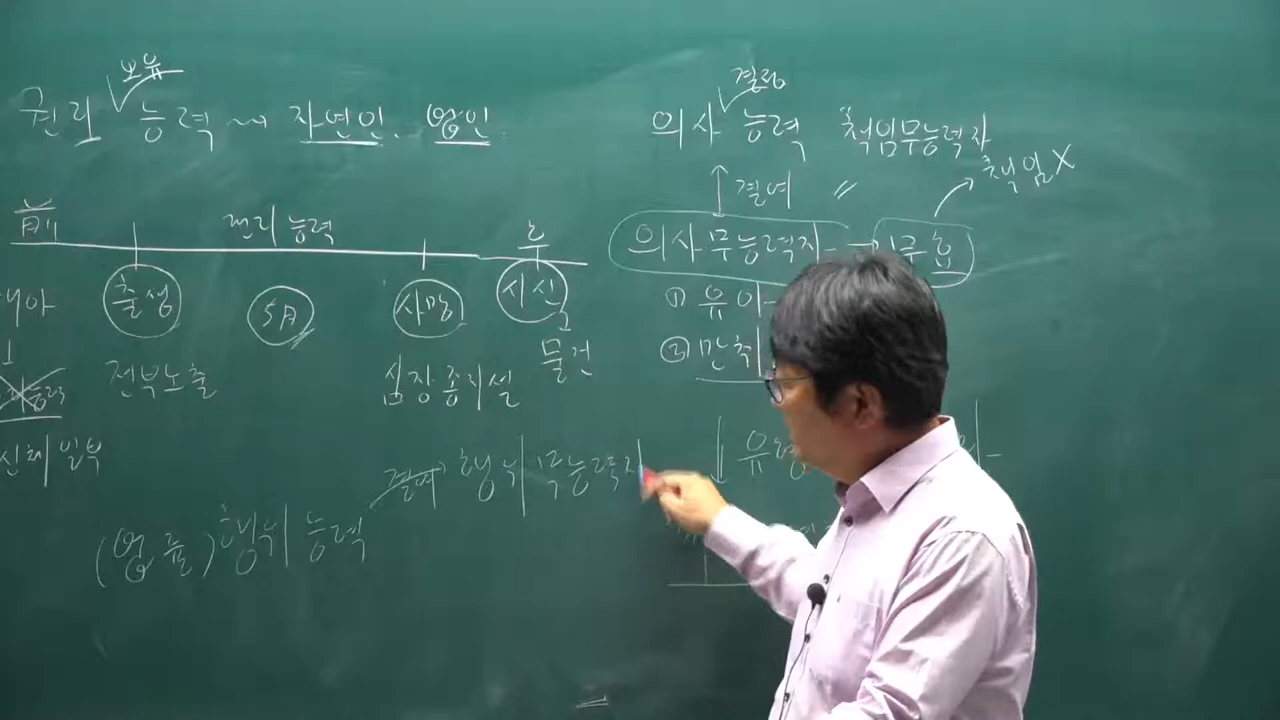 보유
권리 능력 → 자연인. 법인
前 권리 능력 후
출생 5月 사망 시신
태아
전부노출 심장종지설 물건
신체 일부
결여 행위무능력자
(법률)행위능력
결정
의사 능력 책임무능력자
책임X
결여 〃
의사무능력자 → 무효
① 유아
② 만취
↓ 유형